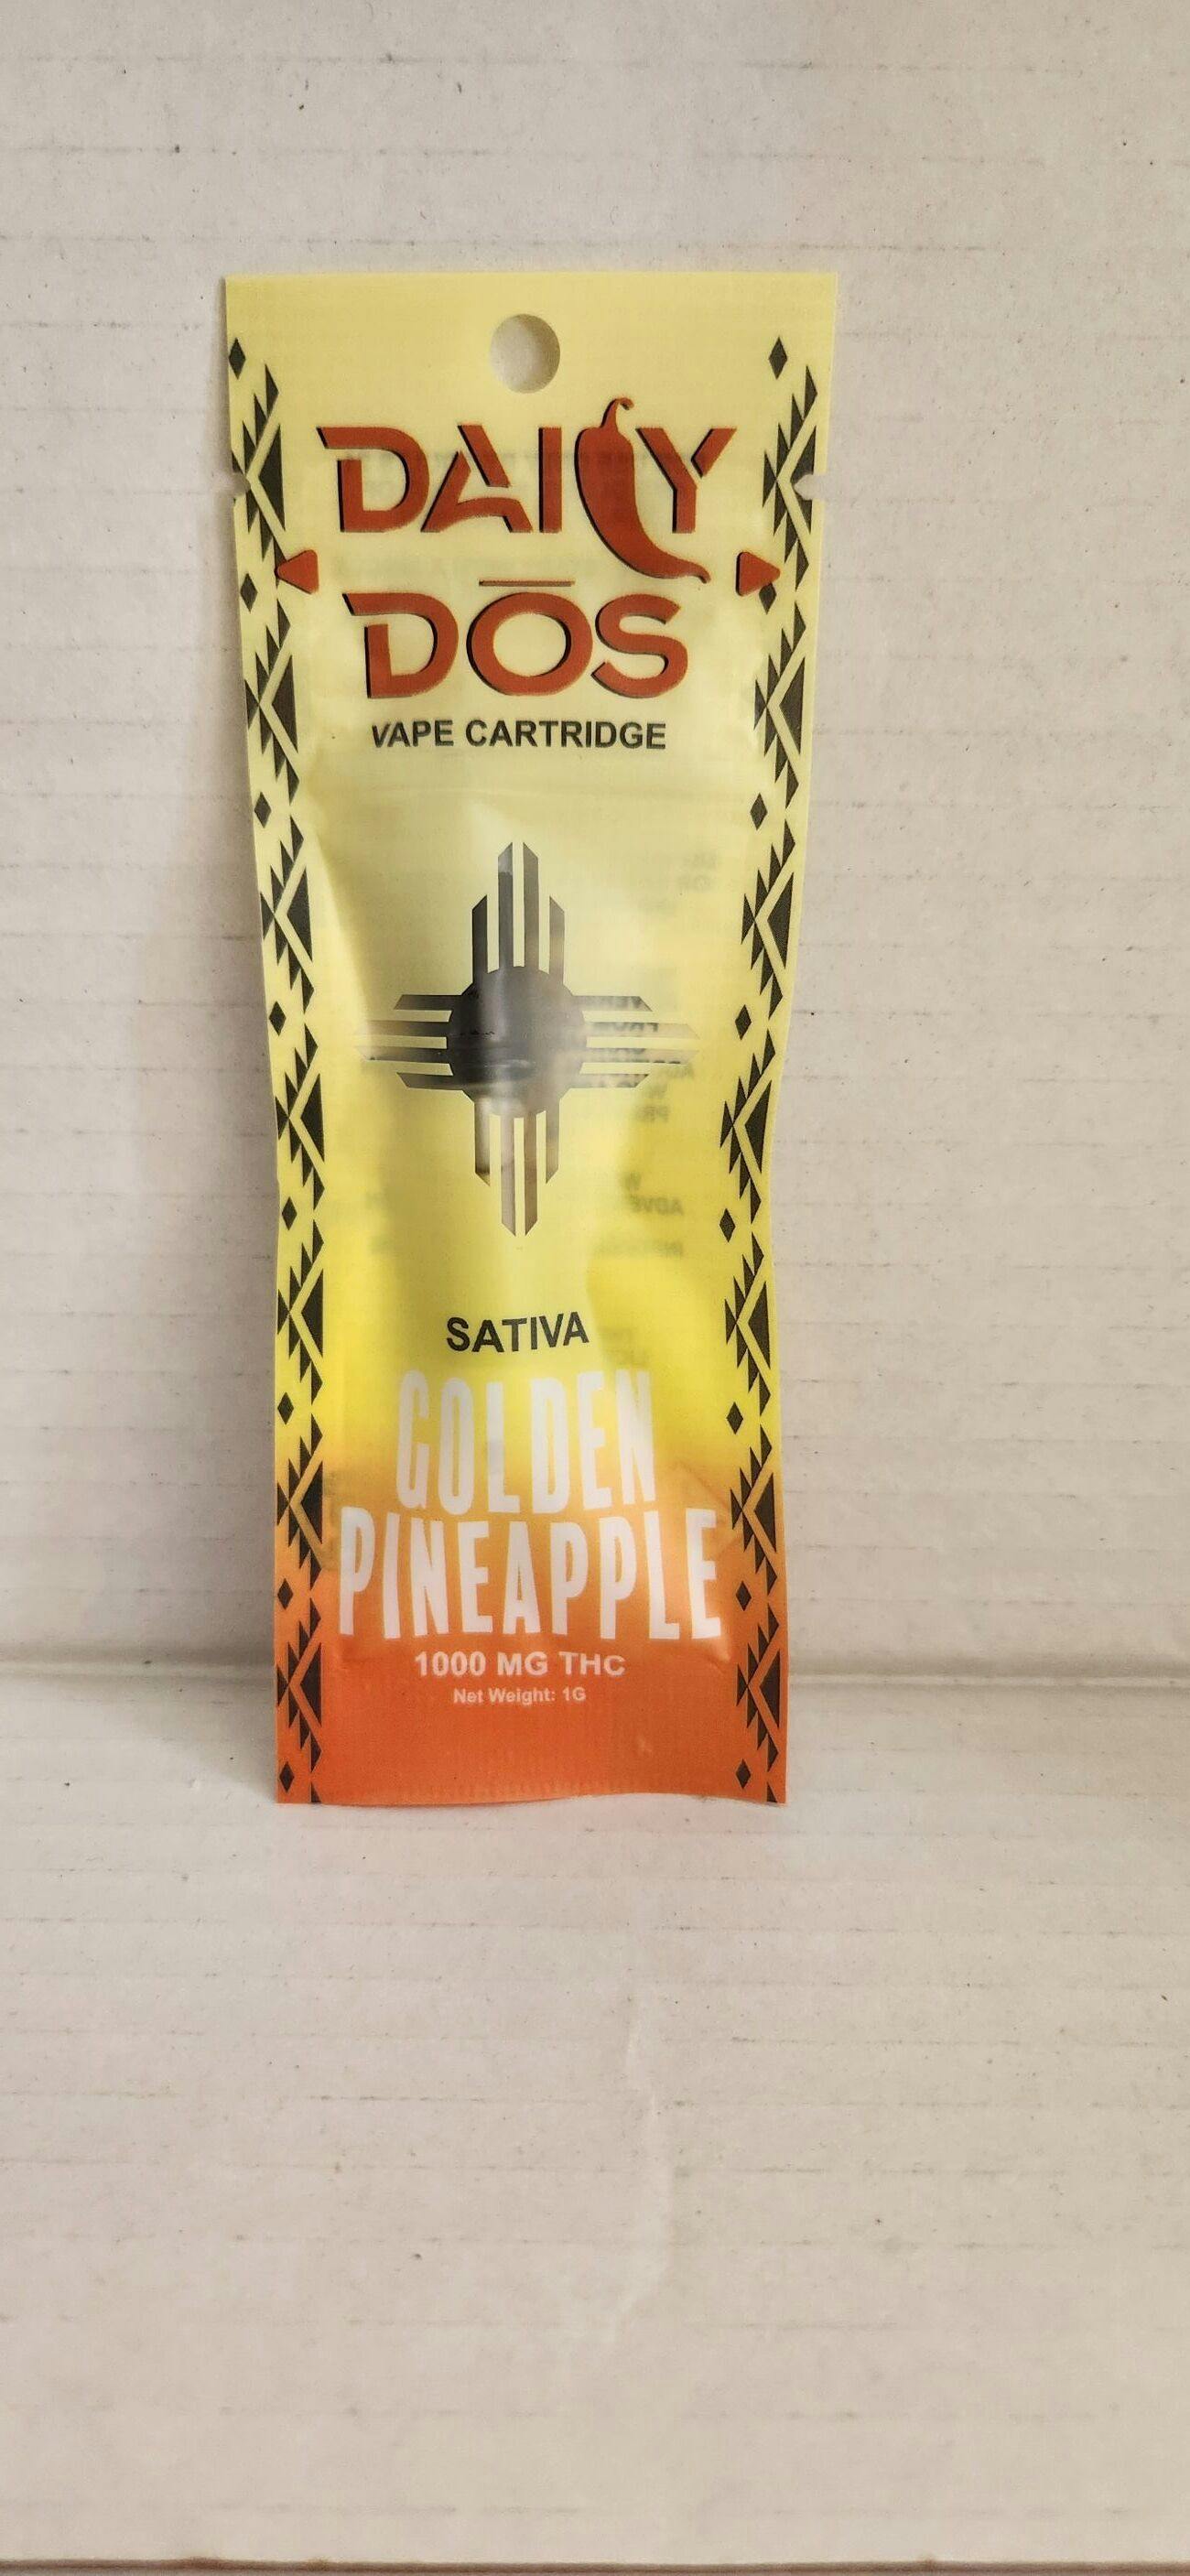 DAILY
DŌS
VAPE CARTRIDGE
SATIVA
GOLDEN
PINEAPPLE
1000 MG THC
Net Weight: 1G